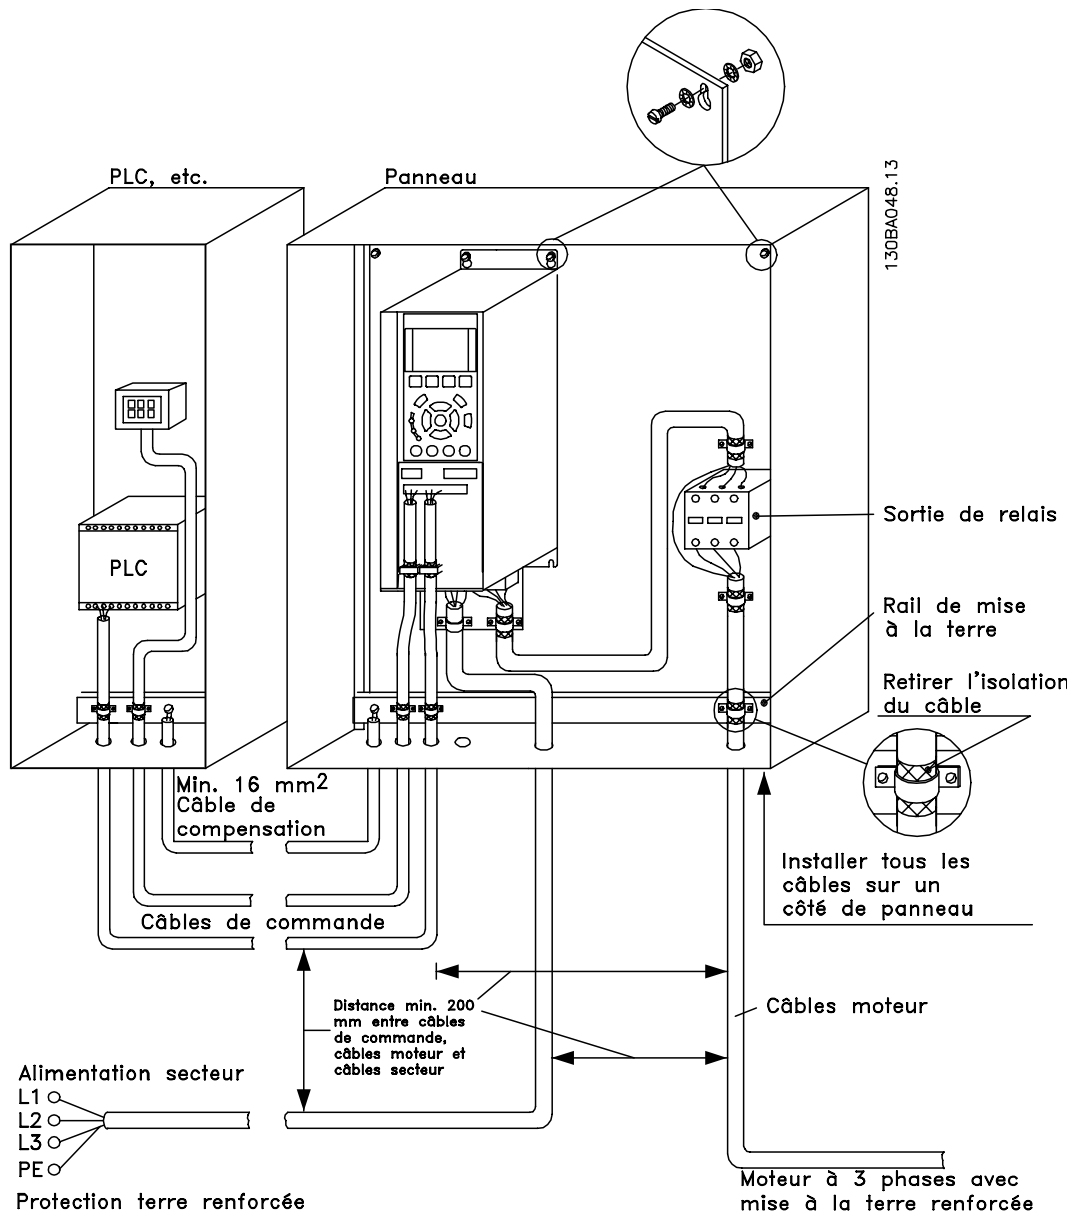 PLC, etc.
Panneau
130BA048.13
PLC
Sortie de relais
Rail de mise
à la terre
Retirer l'isolation
du câble
Min. 16 mm2
Câble de
compensation
Installer tous les
câbles sur un
côté de panneau
Câbles de commande
Distance min. 200
mm entre câbles
de commande,
câbles moteur et
câbles secteur
Câbles moteur
Alimentation secteur
L1
L2
L3
PE
Protection terre renforcée
Moteur à 3 phases avec
mise à la terre renforcée